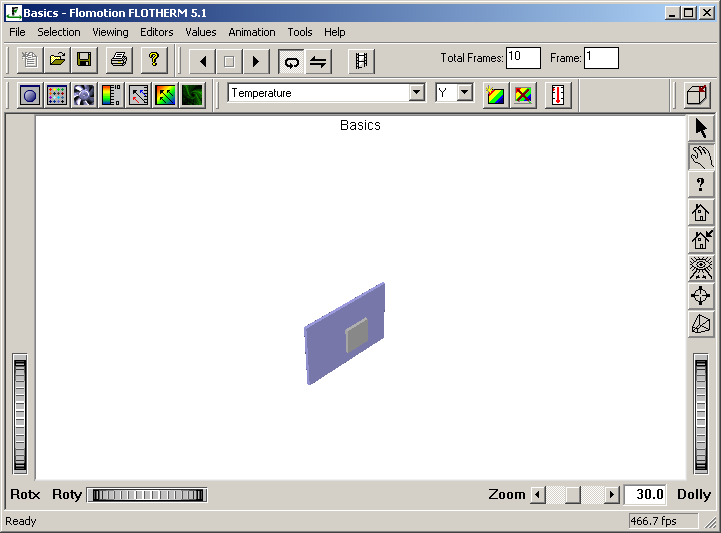 Basics - Flomotion FLOTHERM 5.1
File Selection Viewing Editors Values Animation Tools Help
Total Frames: 10 Frame: 1
Temperature Y
Basics
Rotx Roty Zoom 30.0 Dolly
Ready 466.7 fps